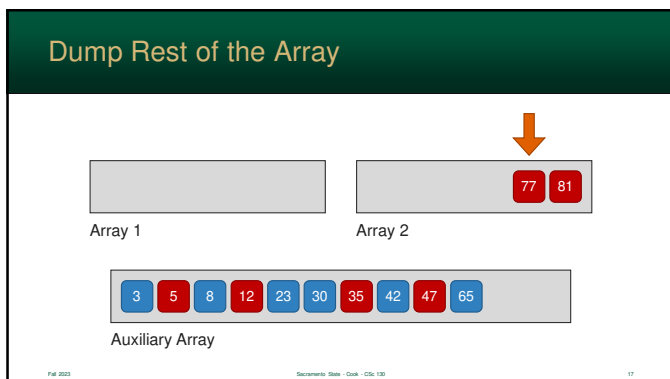 Dump Rest of the Array
77 81
Array 1 Array 2
3 5 8 12 23 30 35 42 47 65
Auxiliary Array
Fall 2023 Sacramento State - Cook - CSc 130 17